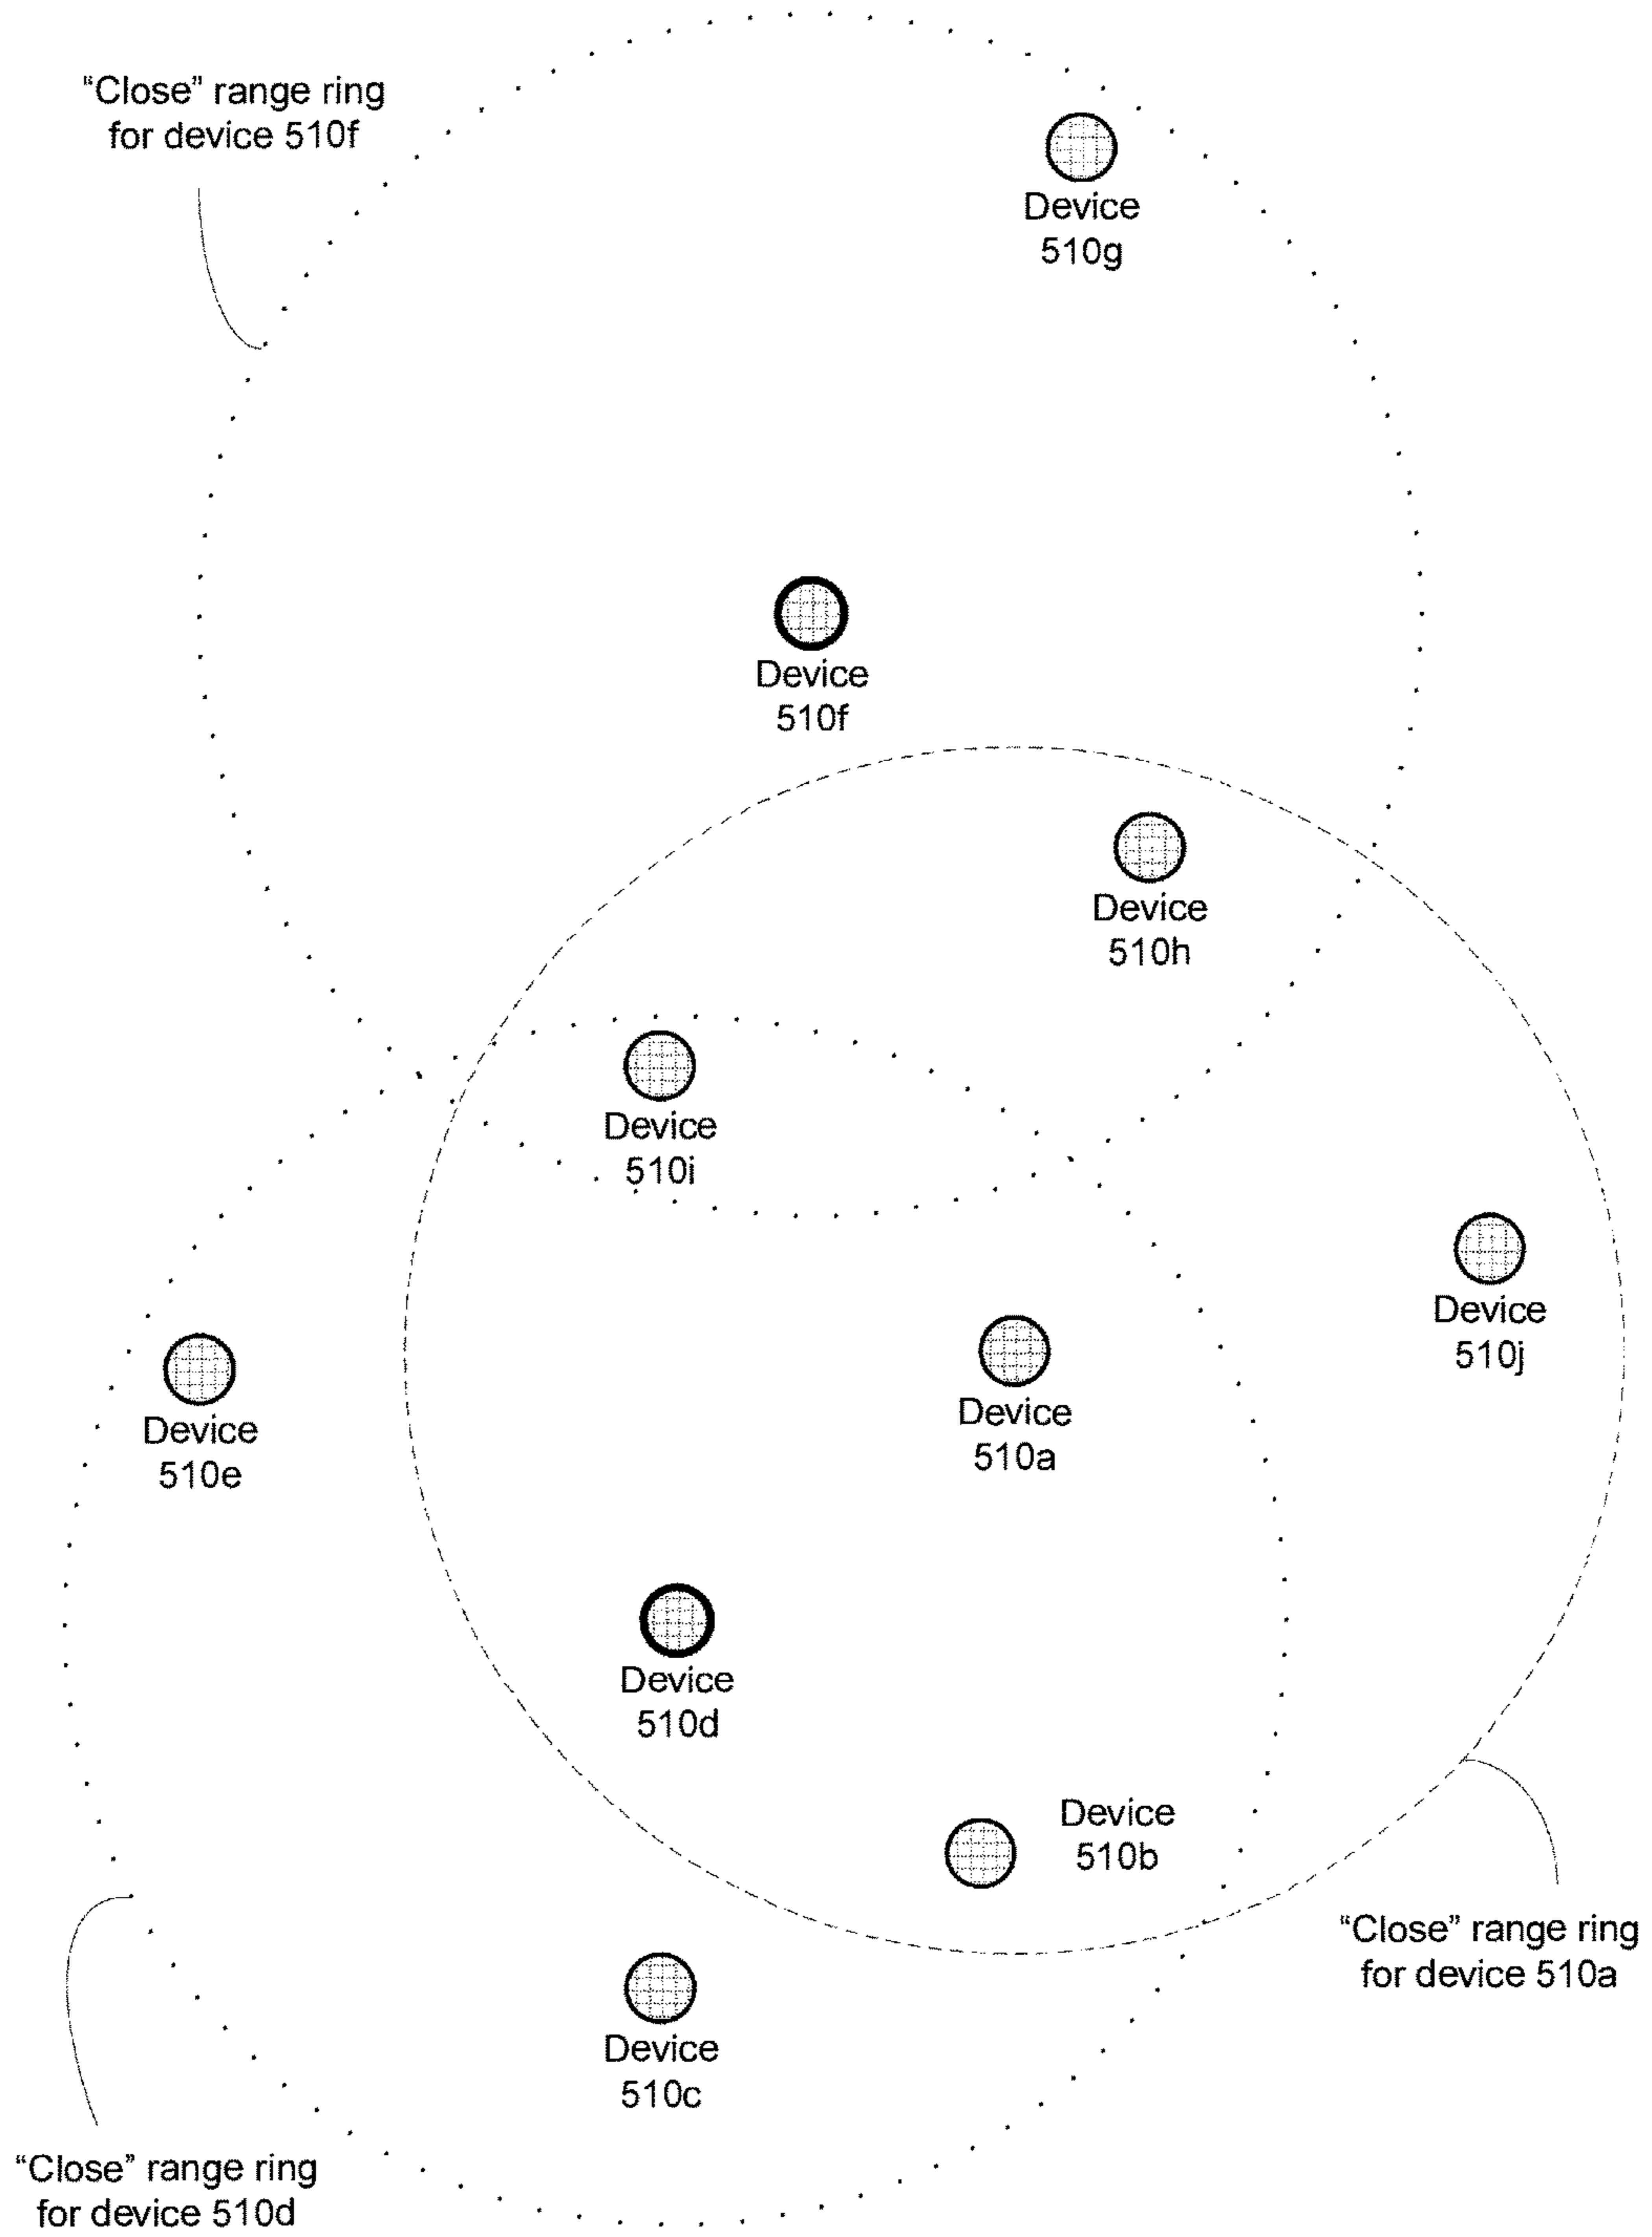 “Close” range ring
for device 510f
Device
510g
Device
510f
Device
510h
Device
510i
Device
510j
Device
510a
Device
510e
Device
510d
Device
510b
“Close” range ring
for device 510a
Device
510c
“Close” range ring
for device 510d